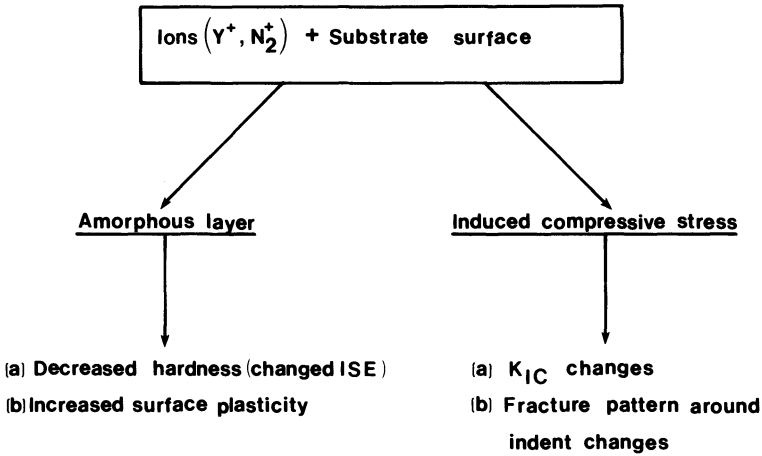 Ions (Y⁺, N₂⁺) + Substrate surface
Amorphous layer
Induced compressive stress
(a) Decreased hardness (changed ISE)
(b) Increased surface plasticity
(a) K_IC changes
(b) Fracture pattern around
indent changes